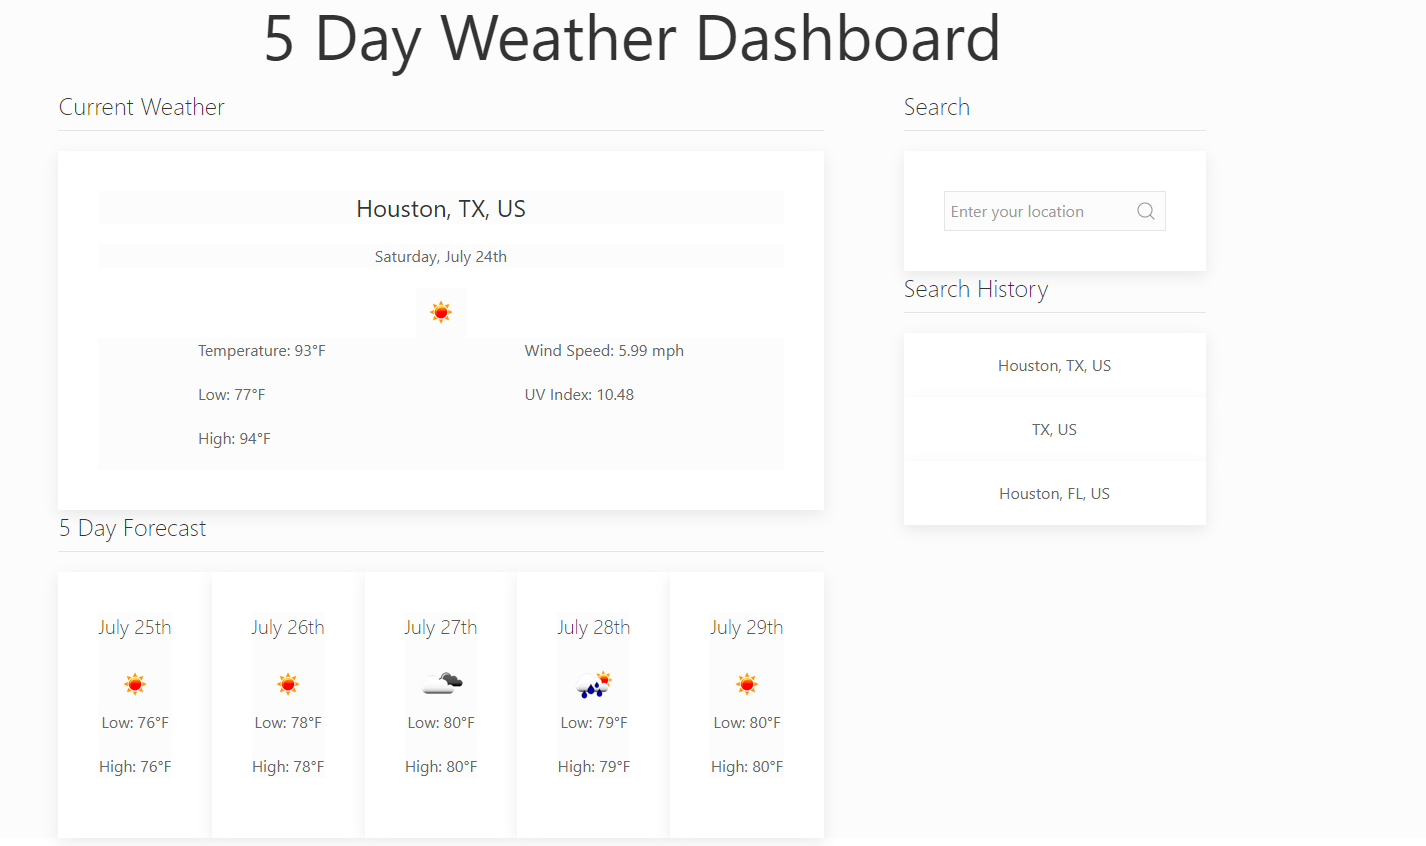 5 Day Weather Dashboard
Current Weather
Houston, TX, US
Saturday, July 24th
Temperature: 93°F
Wind Speed: 5.99 mph
Low: 77°F
UV Index: 10.48
High: 94°F
5 Day Forecast
July 25th
Low: 76°F
High: 76°F
July 26th
Low: 78°F
High: 78°F
July 27th
Low: 80°F
High: 80°F
July 28th
Low: 79°F
High: 79°F
July 29th
Low: 80°F
High: 80°F
Search
Enter your location
Search History
Houston, TX, US
TX, US
Houston, FL, US